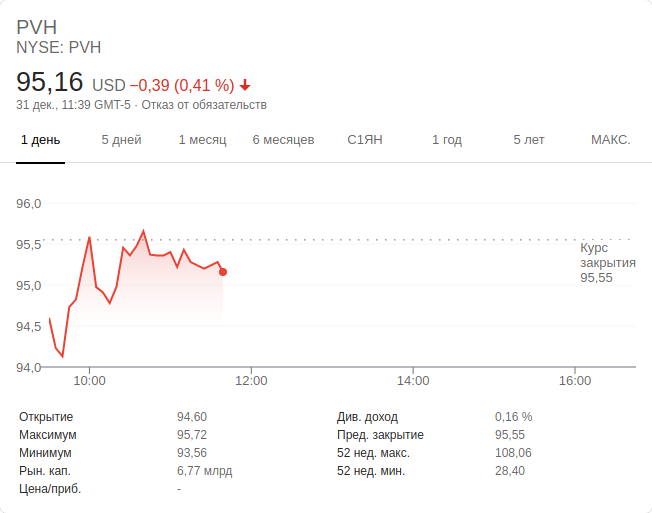 PVH
NYSE: PVH
95,16 USD −0,39 (0,41 %)
31 дек., 11:39 GMT-5 · Отказ от обязательств
1 день 5 дней 1 месяц 6 месяцев С1ЯН 1 год 5 лет МАКС.
96,0
95,5
95,0
94,5
94,0
Курс
закрытия
95,55
10:00 12:00 14:00 16:00
Открытие 94,60 Див. доход 0,16 %
Максимум 95,72 Пред. закрытие 95,55
Минимум 93,56 52 нед. макс. 108,06
Рын. кап. 6,77 млрд 52 нед. мин. 28,40
Цена/приб. -